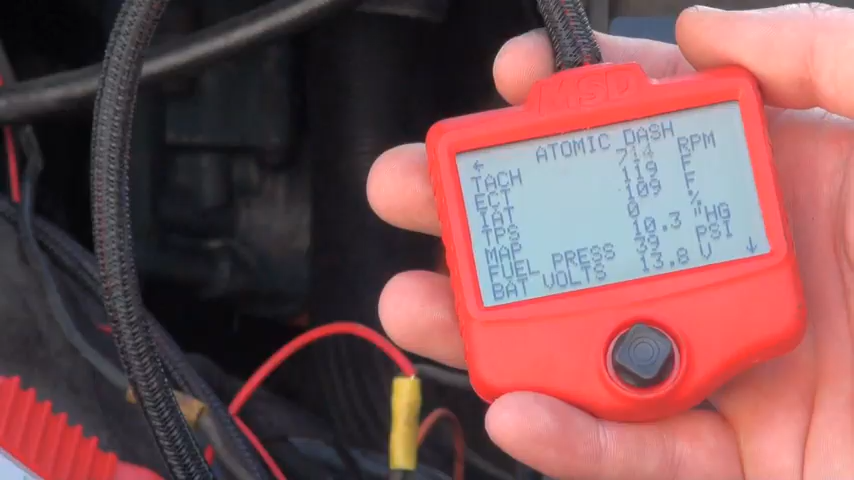 MSD
ATOMIC DASH
TACH 714 RPM
ECT 119 F
IAT 109 F
TPS 0 %
MAP 10.3 "HG
FUEL PRESS 39 PSI
BAT VOLTS 13.8 V